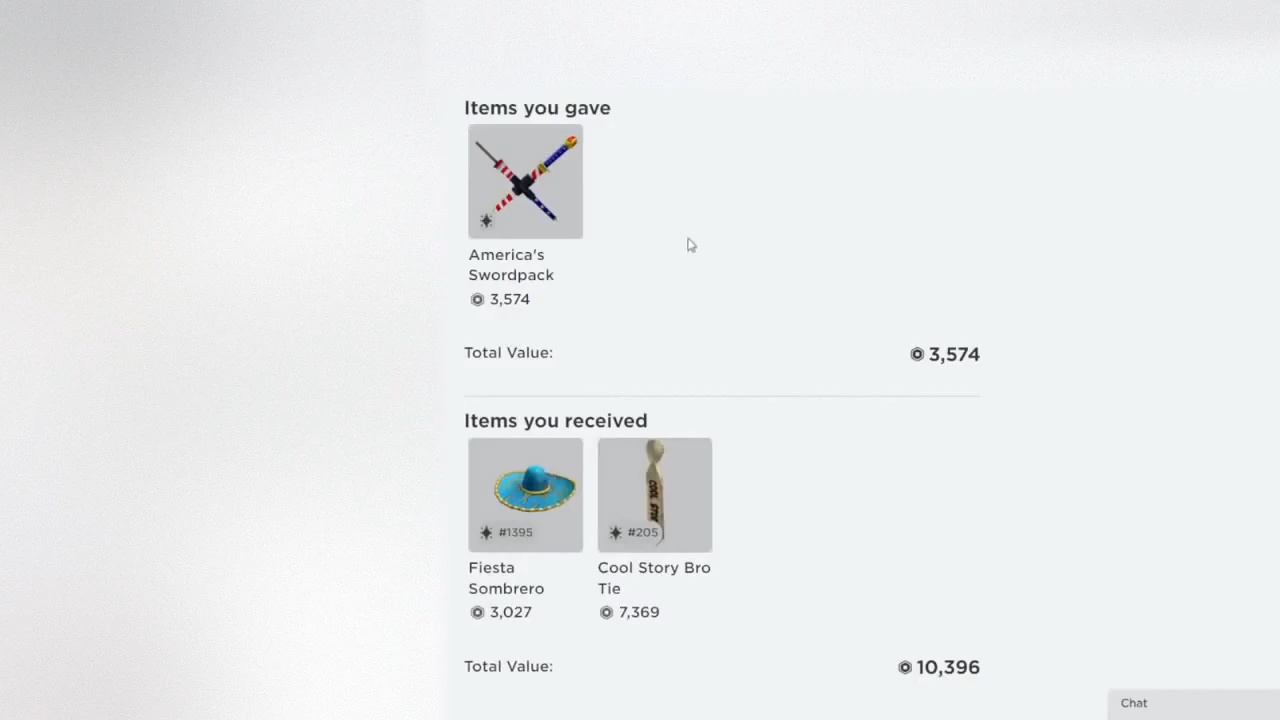 Items you gave
America's
Swordpack
3,574
Total Value:
3,574
Items you received
#1395
#205
Fiesta
Sombrero
3,027
Cool Story Bro
Tie
7,369
Total Value:
10,396
Chat